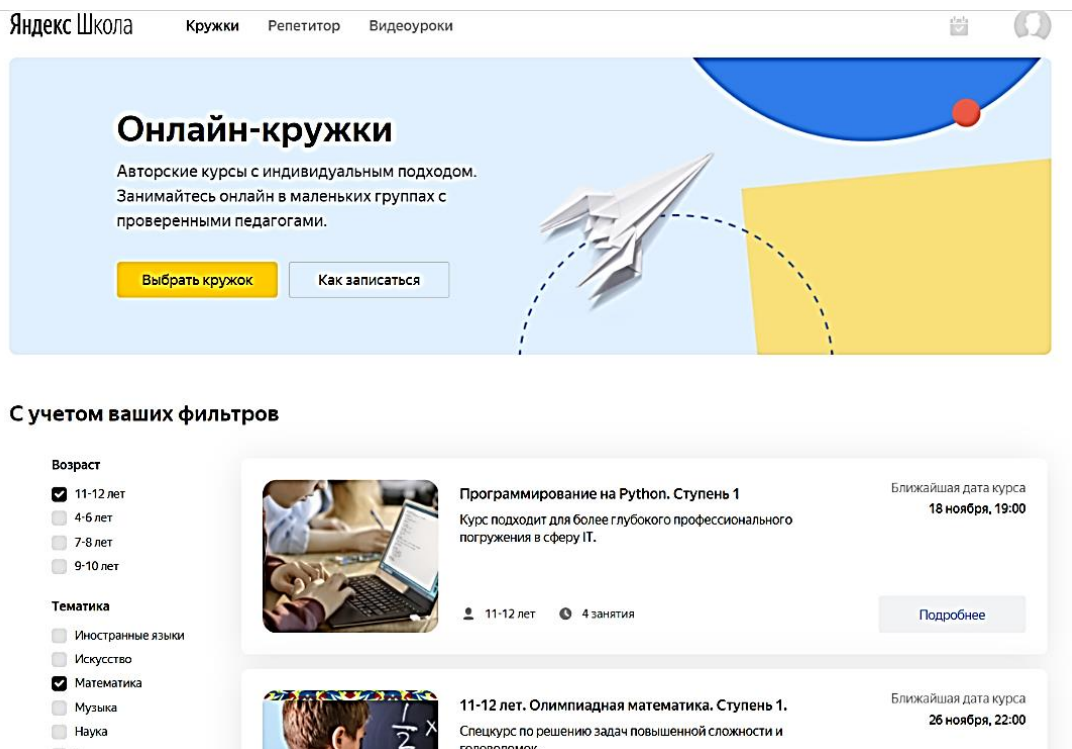 Яндекс Школа
Кружки Репетитор Видеоуроки
Онлайн-кружки
Авторские курсы с индивидуальным подходом.
Занимайтесь онлайн в маленьких группах с
проверенными педагогами.
Выбрать кружок Как записаться
С учетом ваших фильтров
Возраст
11-12 лет
4-6 лет
7-8 лет
9-10 лет
Тематика
Иностранные языки
Искусство
Математика
Музыка
Наука
Программирование на Python. Ступень 1
Курс подходит для более глубокого профессионального
погружения в сферу IT.
11-12 лет 4 занятия
Ближайшая дата курса
18 ноября, 19:00
Подробнее
11-12 лет. Олимпиадная математика. Ступень 1.
Спецкурс по решению задач повышенной сложности и
головоломок
Ближайшая дата курса
26 ноября, 22:00